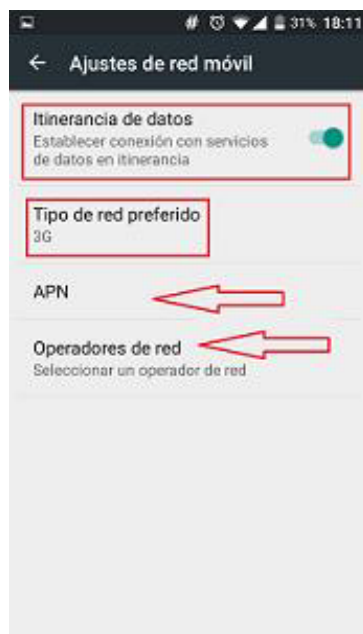 # 31% 18:11
Ajustes de red móvil
Itinerancia de datos
Establecer conexión con servicios
de datos en itinerancia
Tipo de red preferido
3G
APN
Operadores de red
Seleccionar un operador de red